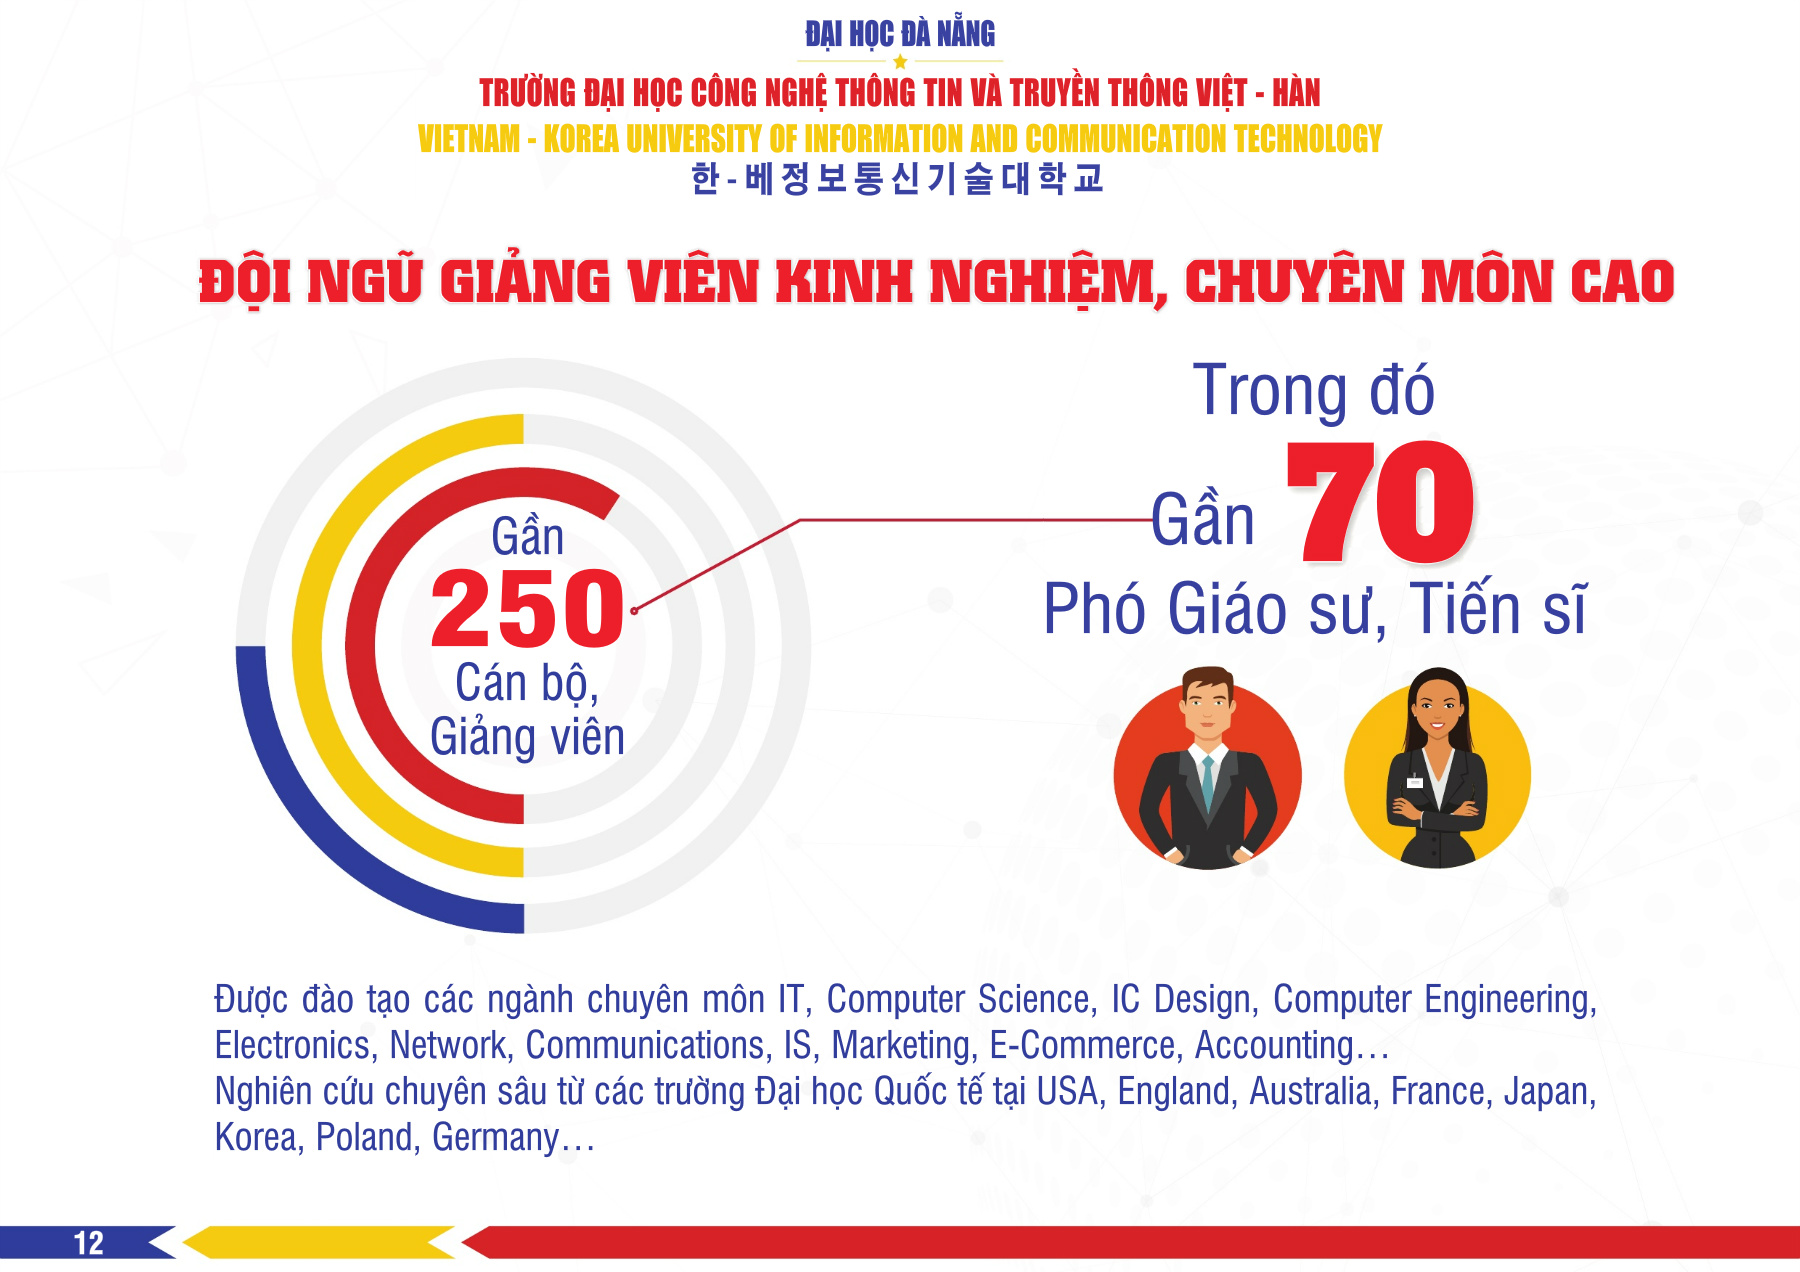 ĐẠI HỌC ĐÀ NẴNG
TRƯỜNG ĐẠI HỌC CÔNG NGHỆ THÔNG TIN VÀ TRUYỀN THÔNG VIỆT - HÀN
VIETNAM - KOREA UNIVERSITY OF INFORMATION AND COMMUNICATION TECHNOLOGY
한-베정보통신기술대학교
ĐỘI NGŨ GIẢNG VIÊN KINH NGHIỆM, CHUYÊN MÔN CAO
Gần
250
Cán bộ,
Giảng viên
Trong đó
Gần 70
Phó Giáo sư, Tiến sĩ
Được đào tạo các ngành chuyên môn IT, Computer Science, IC Design, Computer Engineering,
Electronics, Network, Communications, IS, Marketing, E-Commerce, Accounting…
Nghiên cứu chuyên sâu từ các trường Đại học Quốc tế tại USA, England, Australia, France, Japan,
Korea, Poland, Germany…
12